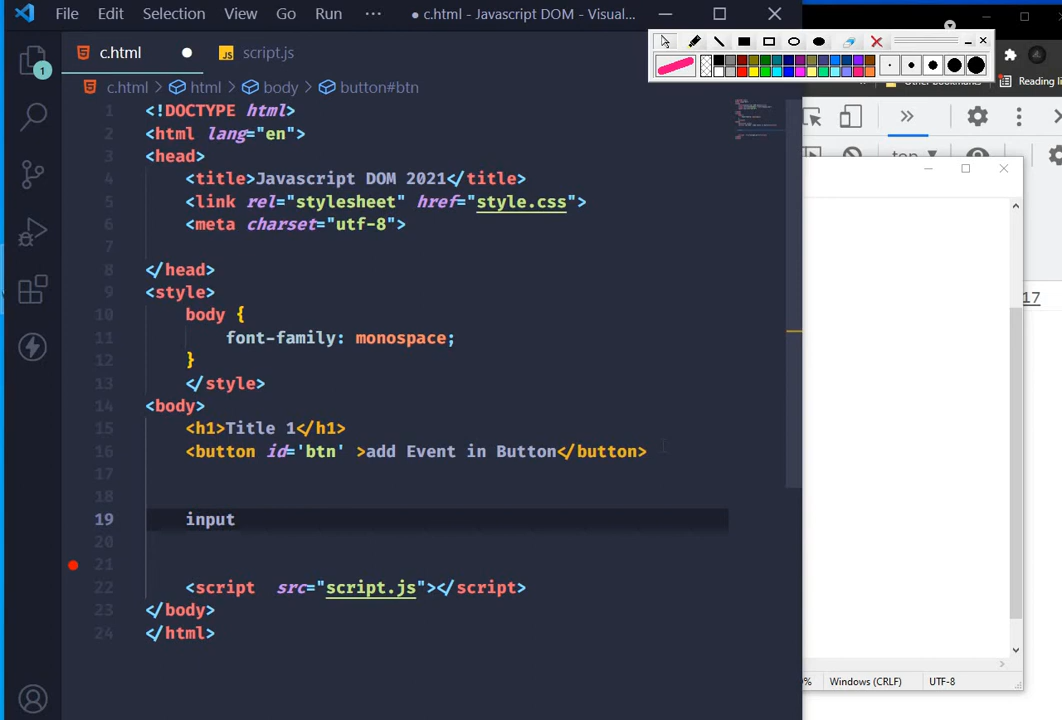 File Edit Selection View Go Run ··· ● c.html - Javascript DOM - Visual...
c.html ● JS script.js
c.html > html > body > button#btn
1 <!DOCTYPE html>
2 <html lang="en">
3 <head>
4 <title>Javascript DOM 2021</title>
5 <link rel="stylesheet" href="style.css">
6 <meta charset="utf-8">
7
8 </head>
9 <style>
10 body {
11 font-family: monospace;
12 }
13 </style>
14 <body>
15 <h1>Title 1</h1>
16 <button id='btn' >add Event in Button</button>
17
18
19 input
20
21
22 <script  src="script.js"></script>
23 </body>
24 </html>
1
Reading li
»
top
17
Windows (CRLF) UTF-8